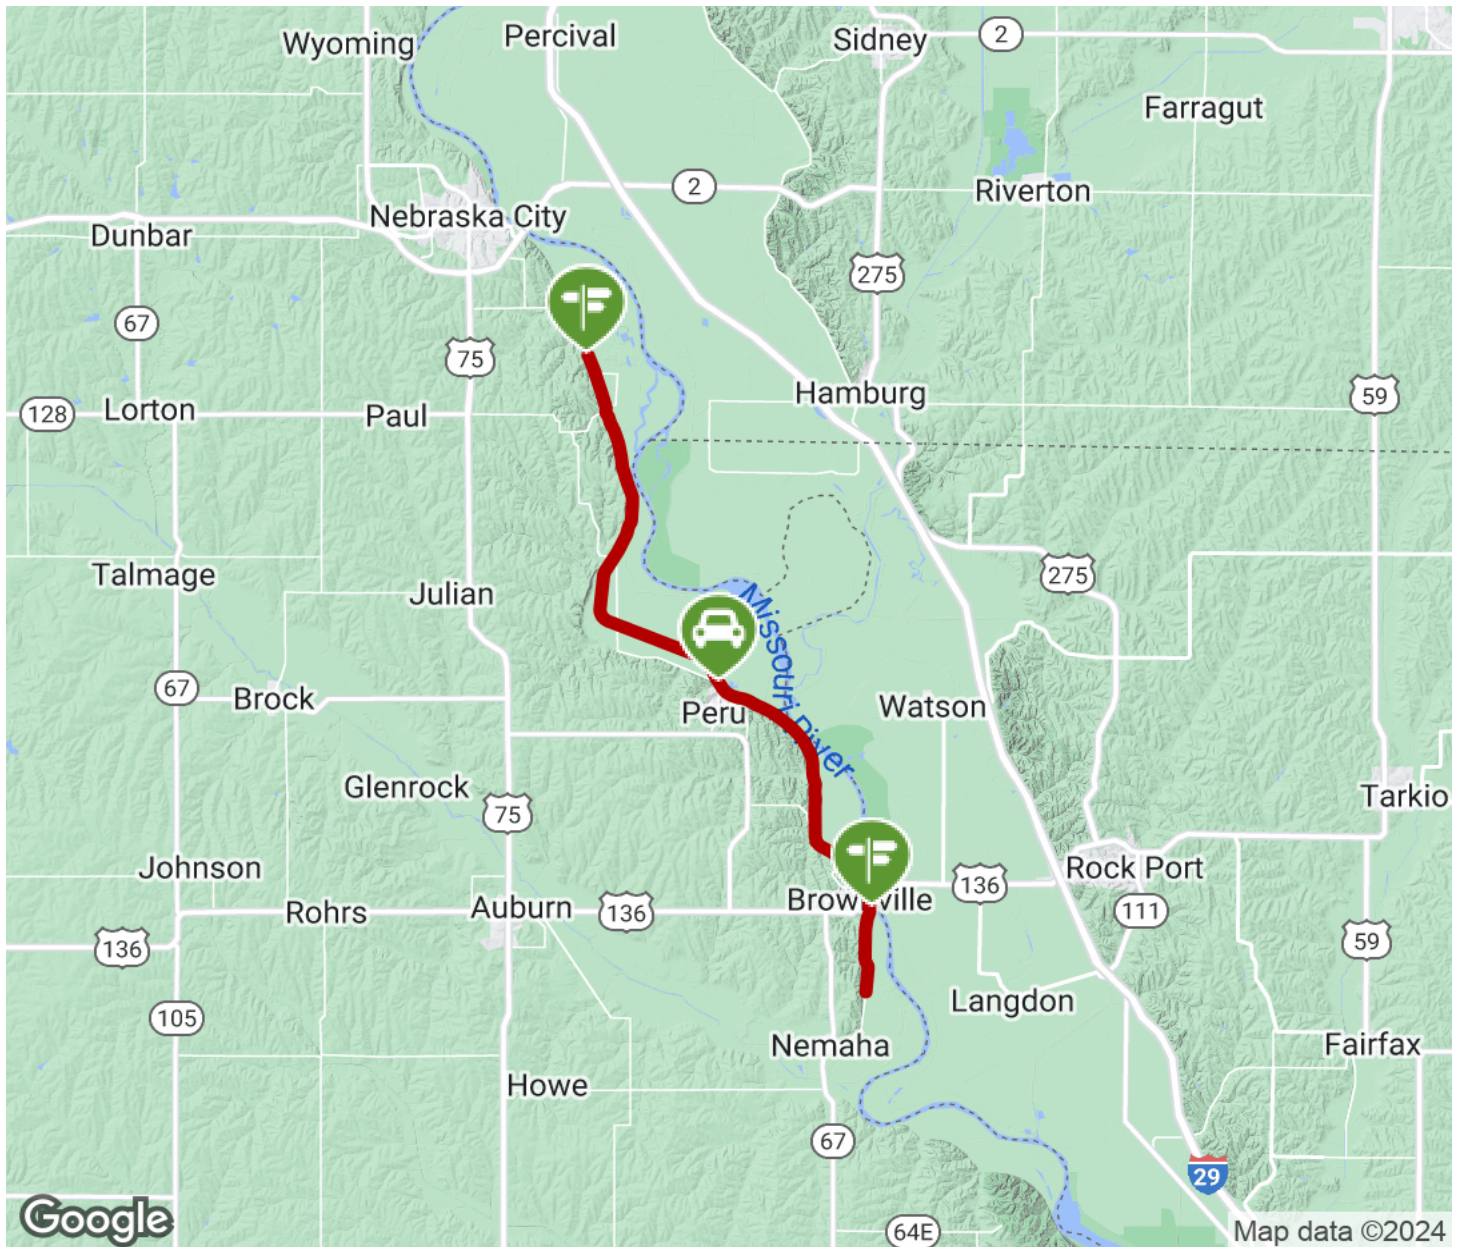 Wyoming
Percival
Sidney
2
Farragut
2
Riverton
Nebraska City
Dunbar
275
67
75
Hamburg
59
128
Lorton
Paul
Talmage
275
Julian
Missouri River
67
Brock
Peru
Watson
Glenrock
75
Tarkio
Johnson
Rock Port
136
Brow ville
Rohrs
Auburn
136
111
136
59
105
Langdon
Nemaha
Fairfax
Howe
67
29
Google
64E
Map data ©2024